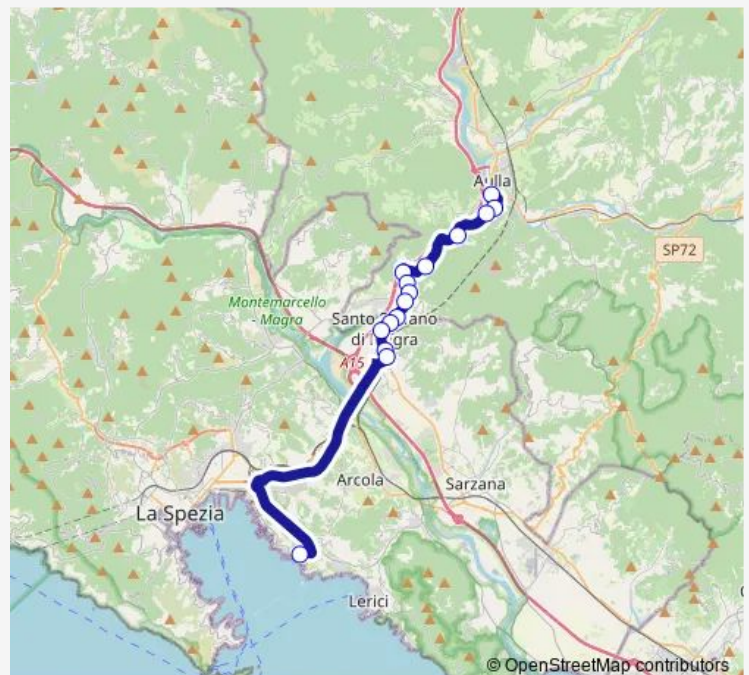 Aulla
SP72
Montemarcello
- Magra
Santo Stefano
di Magra
A15
Arcola
Sarzana
La Spezia
Lerici
© OpenStreetMap contributors